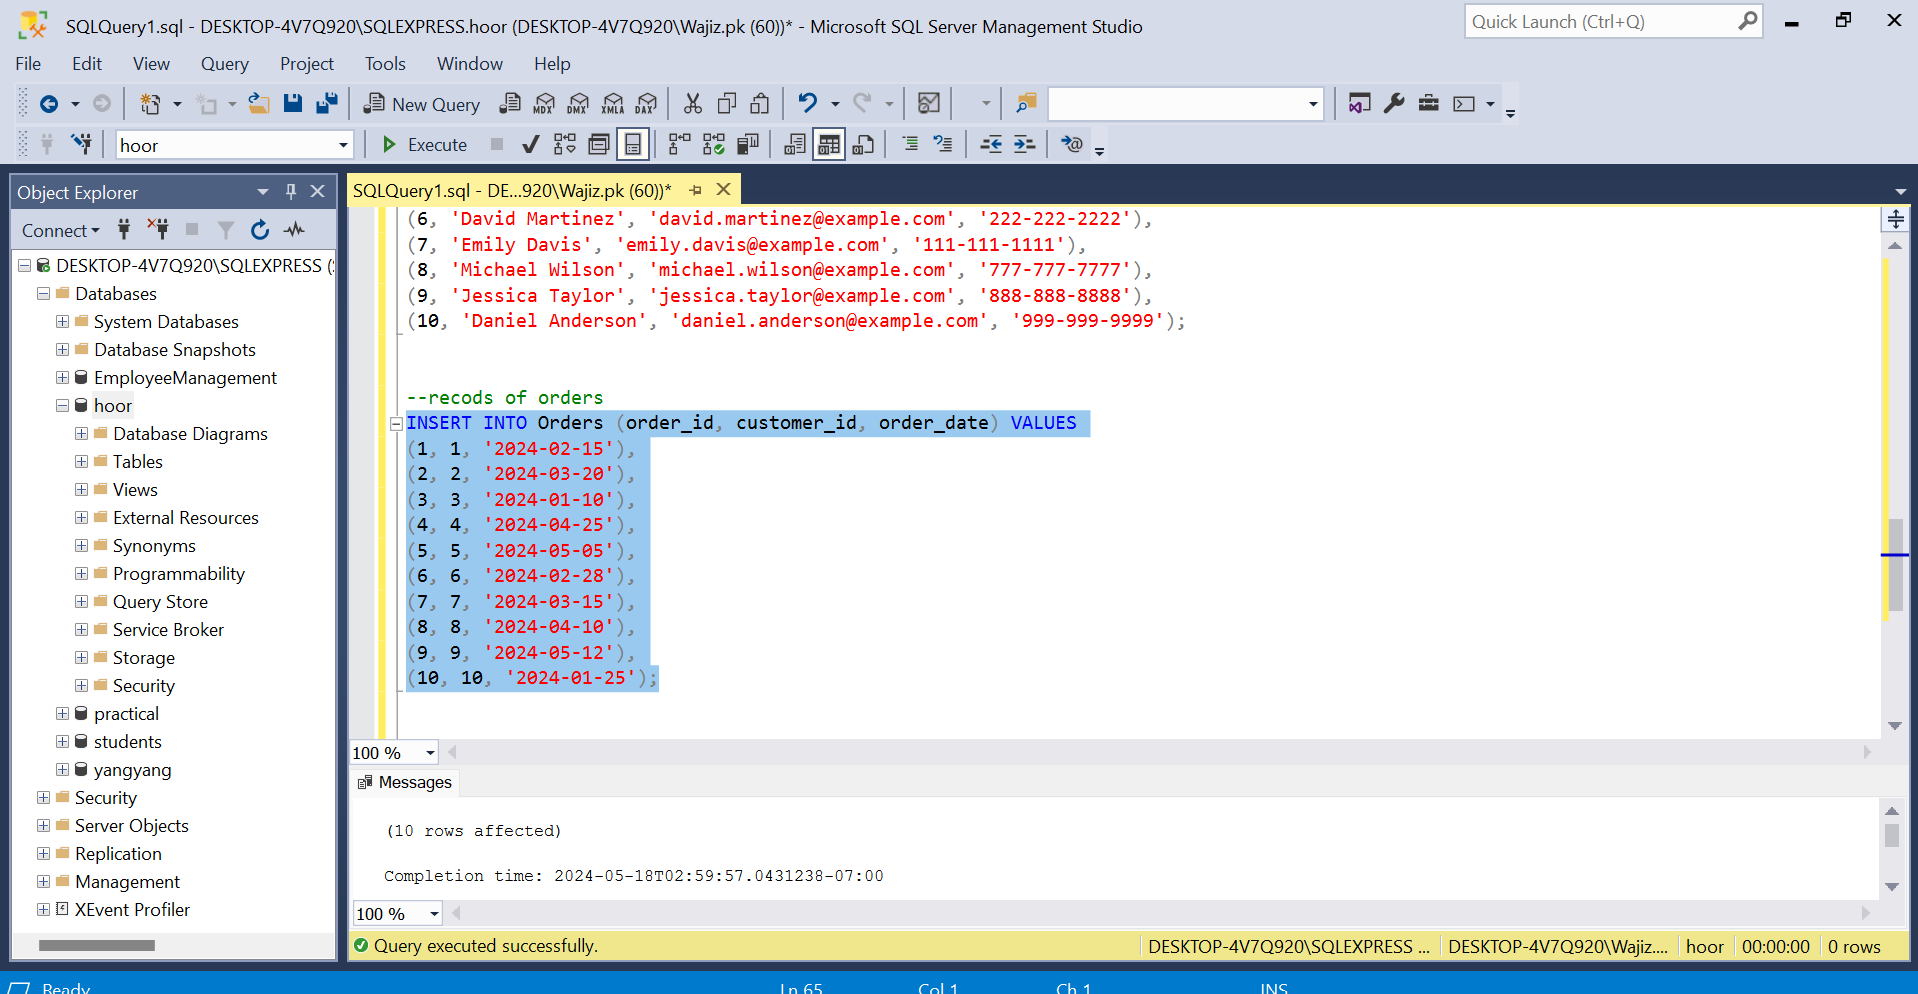 SQLQuery1.sql - DESKTOP-4V7Q920\SQLEXPRESS.hoor (DESKTOP-4V7Q920\Wajiz.pk (60))* - Microsoft SQL Server Management Studio
Quick Launch (Ctrl+Q)
File Edit View Query Project Tools Window Help
New Query MDX DMX XMLA DAX
hoor Execute
Object Explorer
Connect
DESKTOP-4V7Q920\SQLEXPRESS (
Databases
System Databases
Database Snapshots
EmployeeManagement
hoor
Database Diagrams
Tables
Views
External Resources
Synonyms
Programmability
Query Store
Service Broker
Storage
Security
practical
students
yangyang
Security
Server Objects
Replication
Management
XEvent Profiler
SQLQuery1.sql - DE...920\Wajiz.pk (60))*
(6, 'David Martinez', 'david.martinez@example.com', '222-222-2222'),
(7, 'Emily Davis', 'emily.davis@example.com', '111-111-1111'),
(8, 'Michael Wilson', 'michael.wilson@example.com', '777-777-7777'),
(9, 'Jessica Taylor', 'jessica.taylor@example.com', '888-888-8888'),
(10, 'Daniel Anderson', 'daniel.anderson@example.com', '999-999-9999');
--recods of orders
INSERT INTO Orders (order_id, customer_id, order_date) VALUES
(1, 1, '2024-02-15'),
(2, 2, '2024-03-20'),
(3, 3, '2024-01-10'),
(4, 4, '2024-04-25'),
(5, 5, '2024-05-05'),
(6, 6, '2024-02-28'),
(7, 7, '2024-03-15'),
(8, 8, '2024-04-10'),
(9, 9, '2024-05-12'),
(10, 10, '2024-01-25');
100 %
Messages
(10 rows affected)
Completion time: 2024-05-18T02:59:57.0431238-07:00
100 %
Query executed successfully. DESKTOP-4V7Q920\SQLEXPRESS ... DESKTOP-4V7Q920\Wajiz.... hoor 00:00:00 0 rows
Ready Ln 65 Col 1 Ch 1 INS